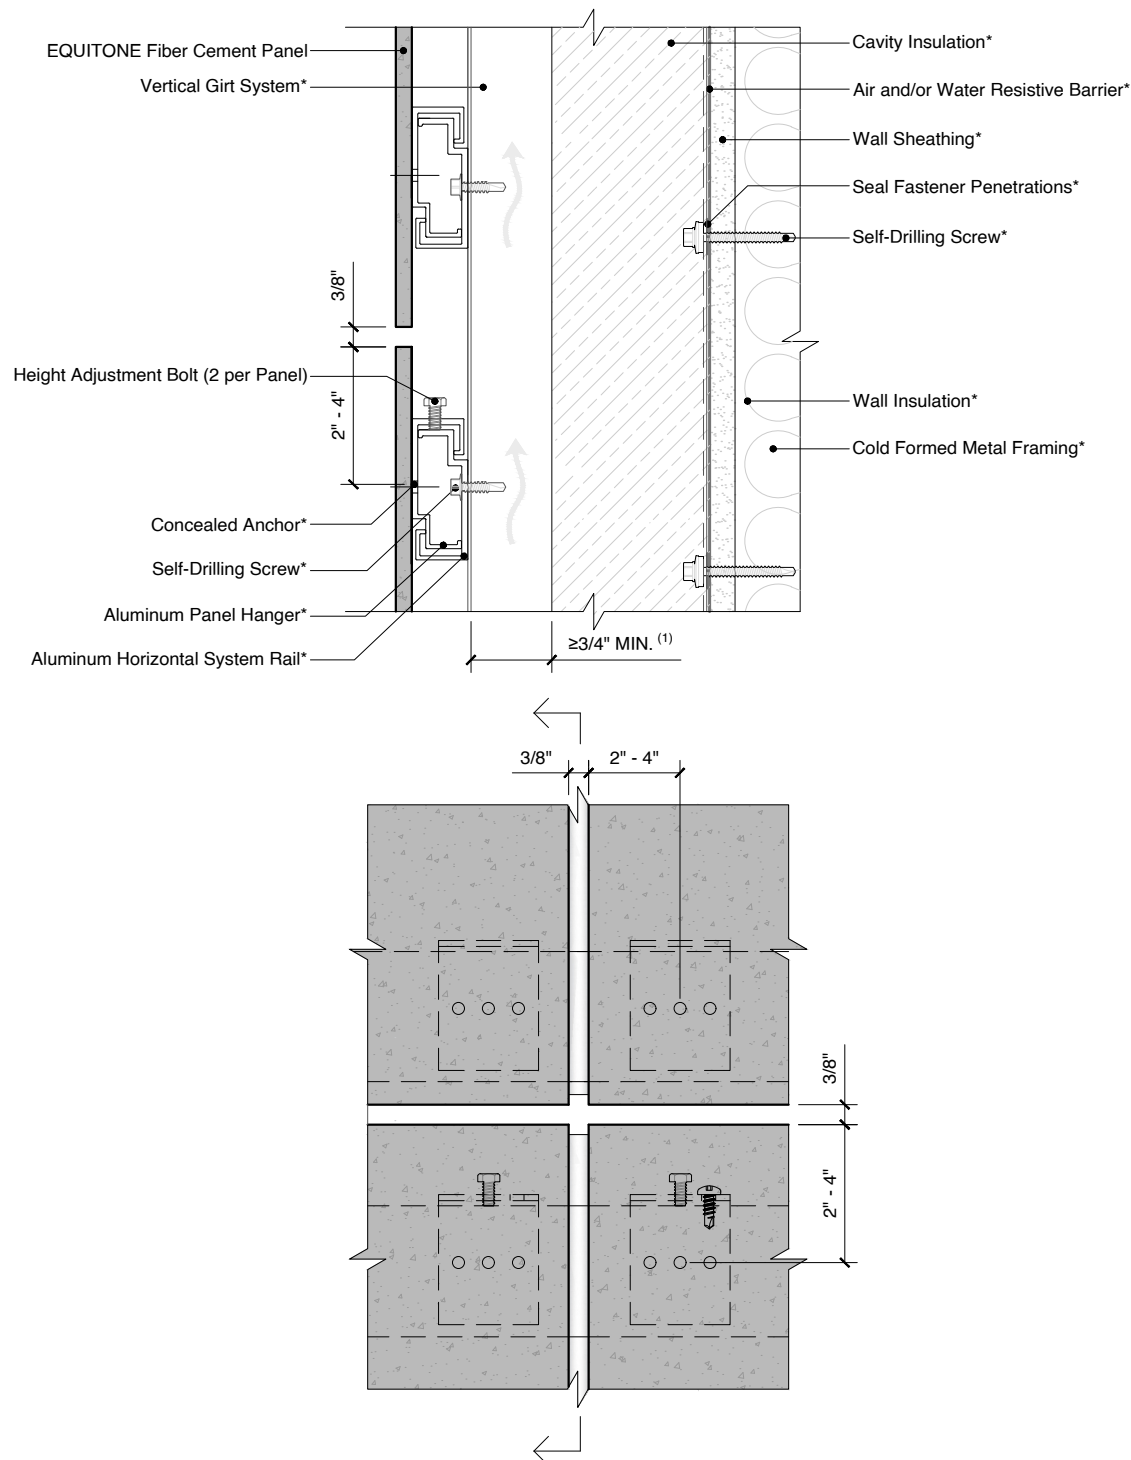 EQUITONE Fiber Cement Panel
Vertical Girt System*
Cavity Insulation*
Air and/or Water Resistive Barrier*
Wall Sheathing*
Seal Fastener Penetrations*
Self-Drilling Screw*
3/8"
Height Adjustment Bolt (2 per Panel)
2" - 4"
Wall Insulation*
Cold Formed Metal Framing*
Concealed Anchor*
Self-Drilling Screw*
Aluminum Panel Hanger*
Aluminum Horizontal System Rail*
≥3/4" MIN. (1)
3/8"
2" - 4"
3/8"
2" - 4"